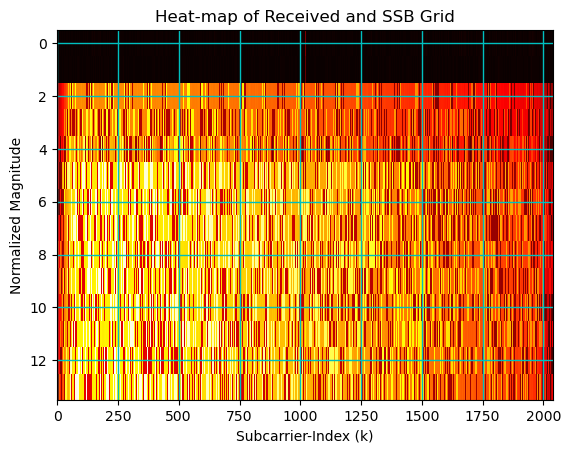 Heat-map of Received and SSB Grid
Normalized Magnitude
0
2
4
6
8
10
12
0 250 500 750 1000 1250 1500 1750 2000
Subcarrier-Index (k)